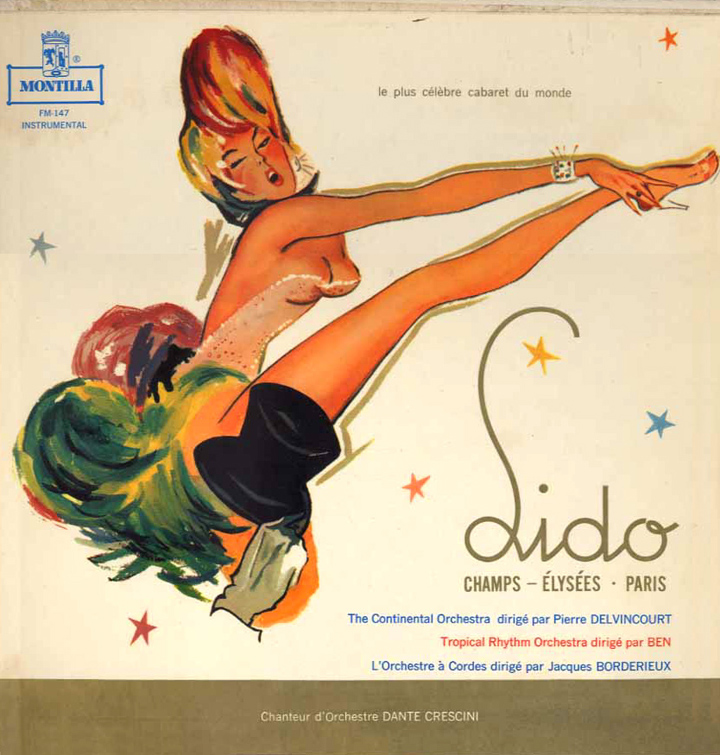 MONTILLA
®
FM-147
INSTRUMENTAL
le plus célèbre cabaret du monde
Lido
CHAMPS – ÉLYSÉES · PARIS
The Continental Orchestra dirigé par Pierre DELVINCOURT
Tropical Rhythm Orchestra dirigé par BEN
L'Orchestre à Cordes dirigé par Jacques BORDERIEUX
Chanteur d'Orchestre DANTE CRESCINI